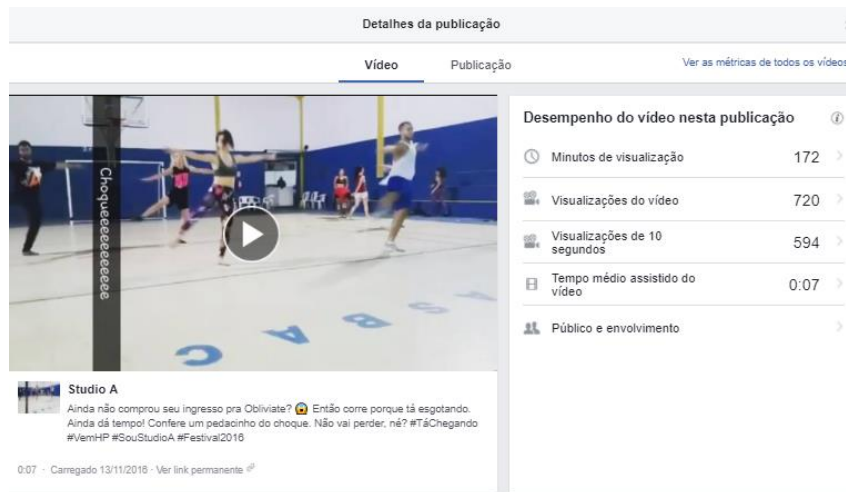 Detalhes da publicação
Vídeo
Publicação
Ver as métricas de todos os vídeos
Choqueeeeeeeeeeee
ASBAC
Studio A
Ainda não comprou seu ingresso pra Obliviate? 😱 Então corre porque tá esgotando.
Ainda dá tempo! Confere um pedacinho do choque. Não vai perder, né? #TáChegando
#VemHP #SouStudioA #Festival2016
0:07 · Carregado 13/11/2016 · Ver link permanente
Desempenho do vídeo nesta publicação
Minutos de visualização 172
Visualizações do vídeo 720
Visualizações de 10
segundos 594
Tempo médio assistido do
vídeo 0:07
Público e envolvimento